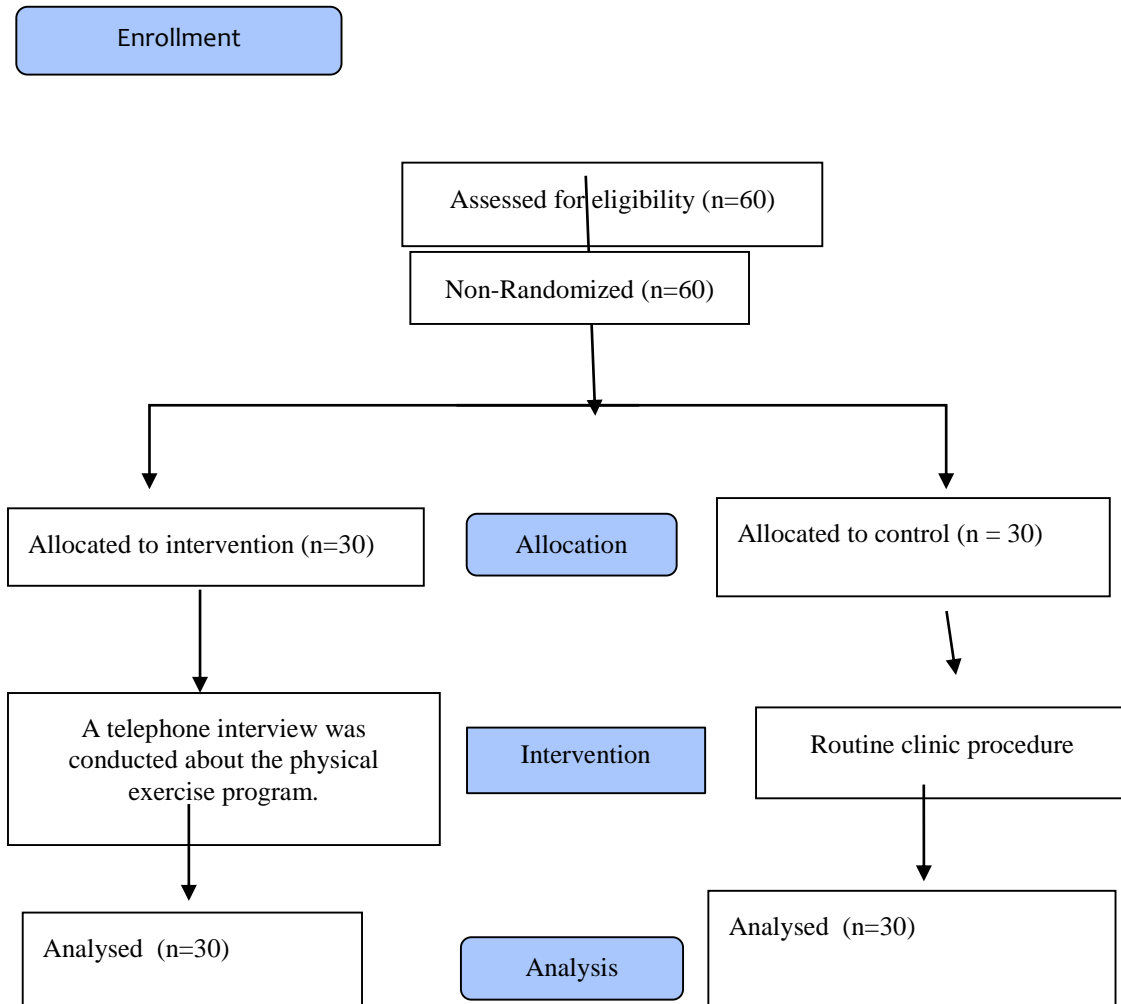 Enrollment
Assessed for eligibility (n=60)
Non-Randomized (n=60)
Allocated to intervention (n=30)
Allocation
Allocated to control (n = 30)
A telephone interview was
conducted about the physical
exercise program.
Intervention
Routine clinic procedure
Analysed  (n=30)
Analysis
Analysed  (n=30)